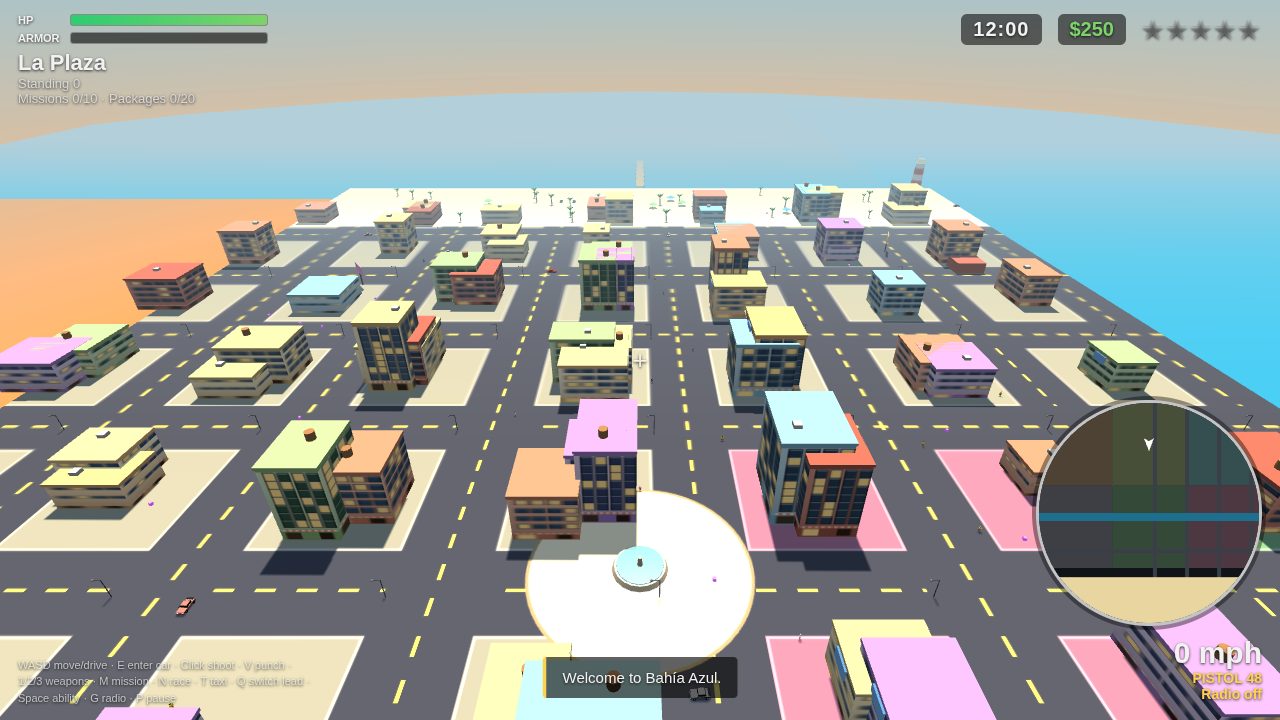 HP
ARMOR
La Plaza
Standing 0
Missions 0/10 · Packages 0/20
12:00
$250
WASD move/drive · E enter car · Click shoot · V punch ·
1/2/3 weapons · M mission · N race · T taxi · Q switch lead ·
Space ability · G radio · P pause
Welcome to Bahía Azul.
0 mph
PISTOL 48
Radio off